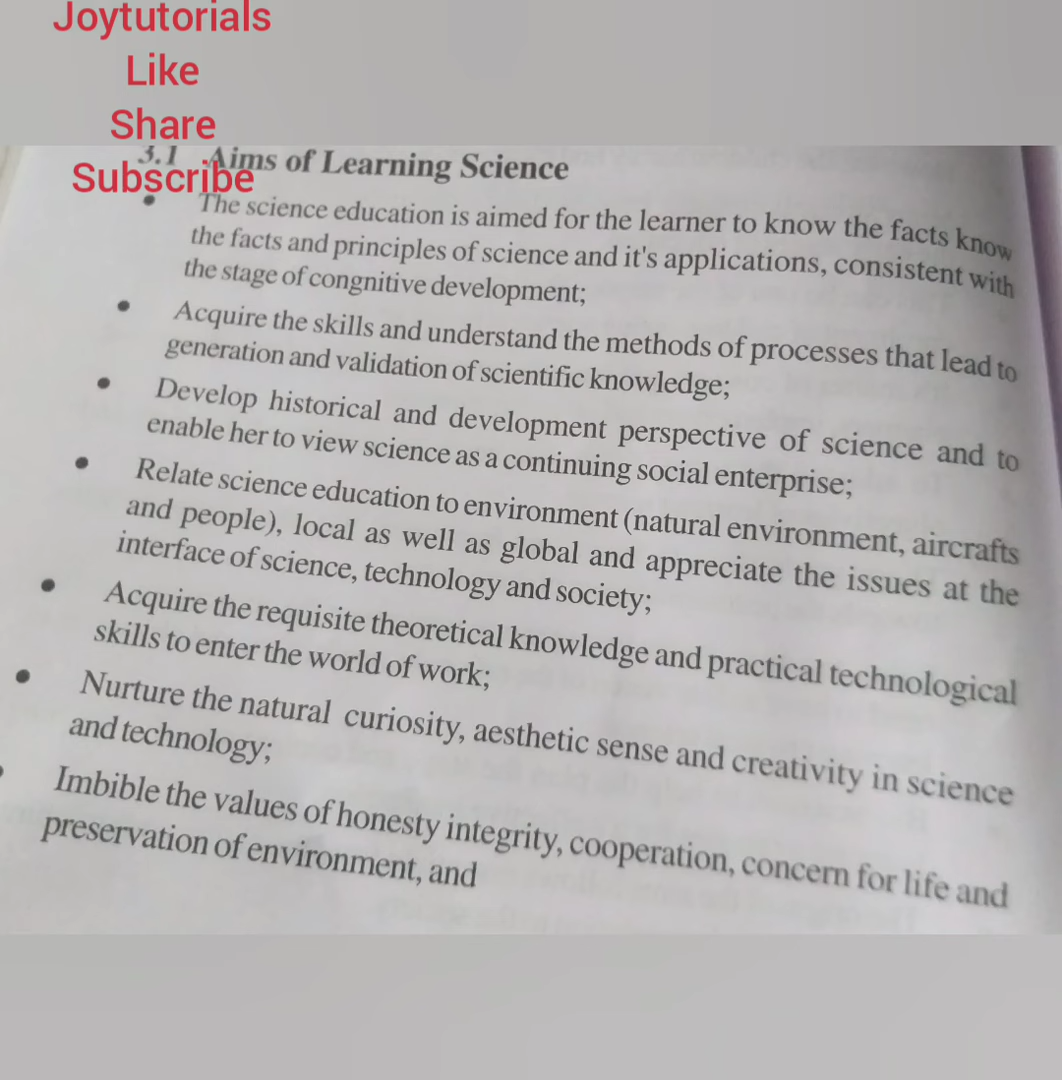 Joytutorials
Like
Share
Subscribe
3.1 Aims of Learning Science
• The science education is aimed for the learner to know the facts know
the facts and principles of science and it's applications, consistent with
the stage of congnitive development;
• Acquire the skills and understand the methods of processes that lead to
generation and validation of scientific knowledge;
• Develop historical and development perspective of science and to
enable her to view science as a continuing social enterprise;
• Relate science education to environment (natural environment, aircrafts
and people), local as well as global and appreciate the issues at the
interface of science, technology and society;
• Acquire the requisite theoretical knowledge and practical technological
skills to enter the world of work;
• Nurture the natural curiosity, aesthetic sense and creativity in science
and technology;
• Imbible the values of honesty integrity, cooperation, concern for life and
preservation of environment, and